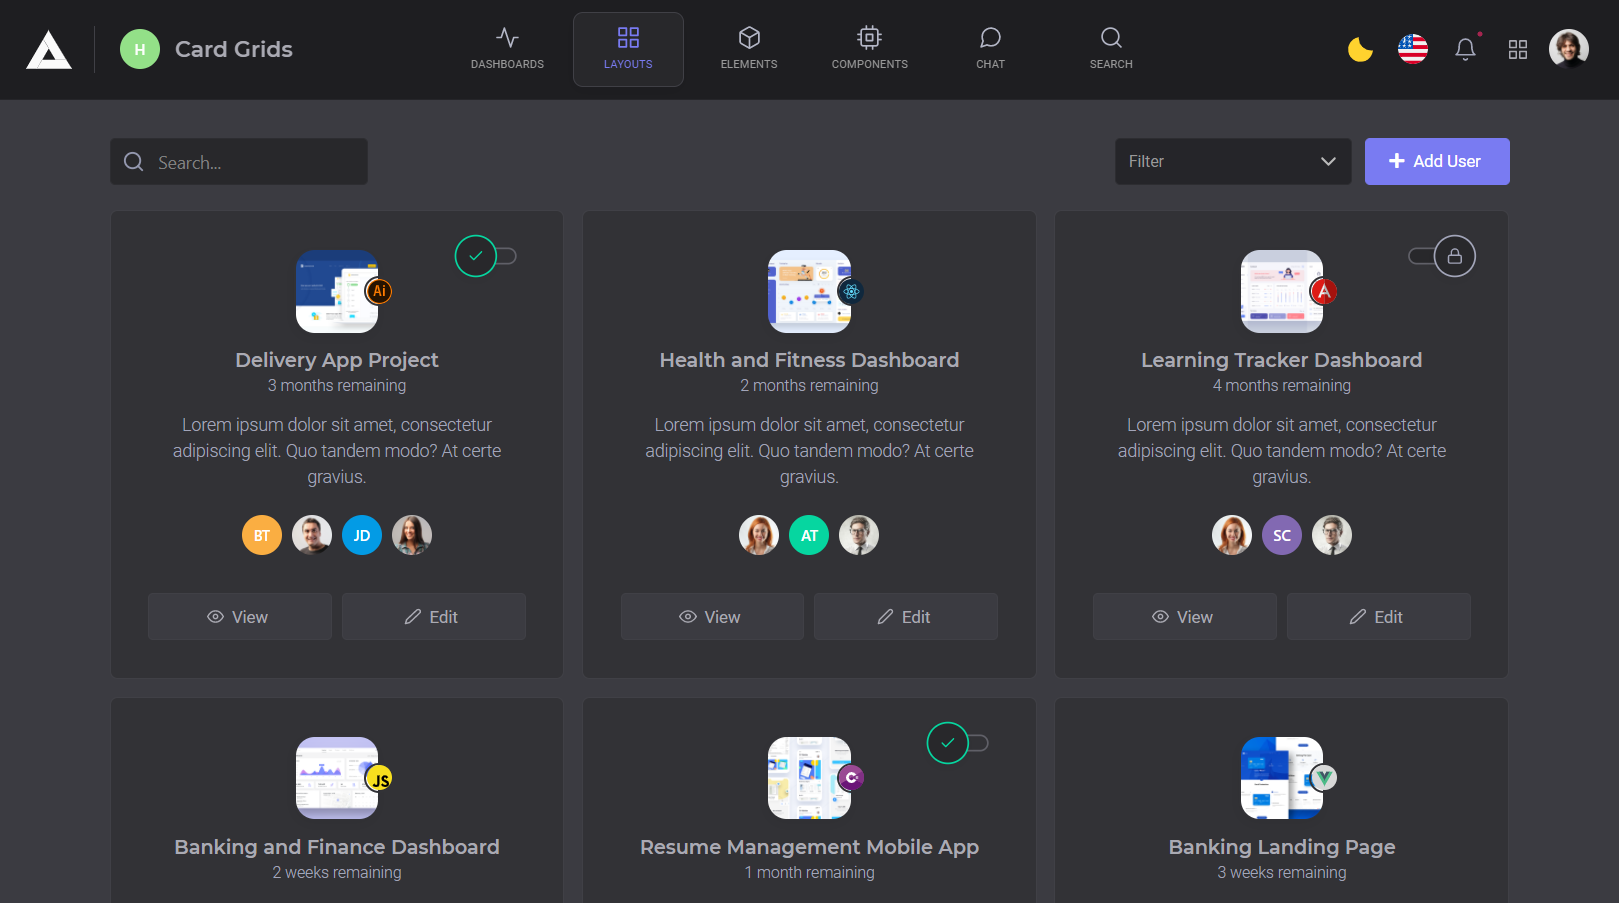 H
Card Grids
DASHBOARDS
LAYOUTS
ELEMENTS
COMPONENTS
CHAT
SEARCH
Search...
Filter
Add User
Ai
Delivery App Project
3 months remaining
Lorem ipsum dolor sit amet, consectetur
adipiscing elit. Quo tandem modo? At certe
gravius.
BT
JD
View
Edit
Health and Fitness Dashboard
2 months remaining
Lorem ipsum dolor sit amet, consectetur
adipiscing elit. Quo tandem modo? At certe
gravius.
AT
View
Edit
A
Learning Tracker Dashboard
4 months remaining
Lorem ipsum dolor sit amet, consectetur
adipiscing elit. Quo tandem modo? At certe
gravius.
SC
View
Edit
JS
Banking and Finance Dashboard
2 weeks remaining
C
Resume Management Mobile App
1 month remaining
Banking Landing Page
3 weeks remaining